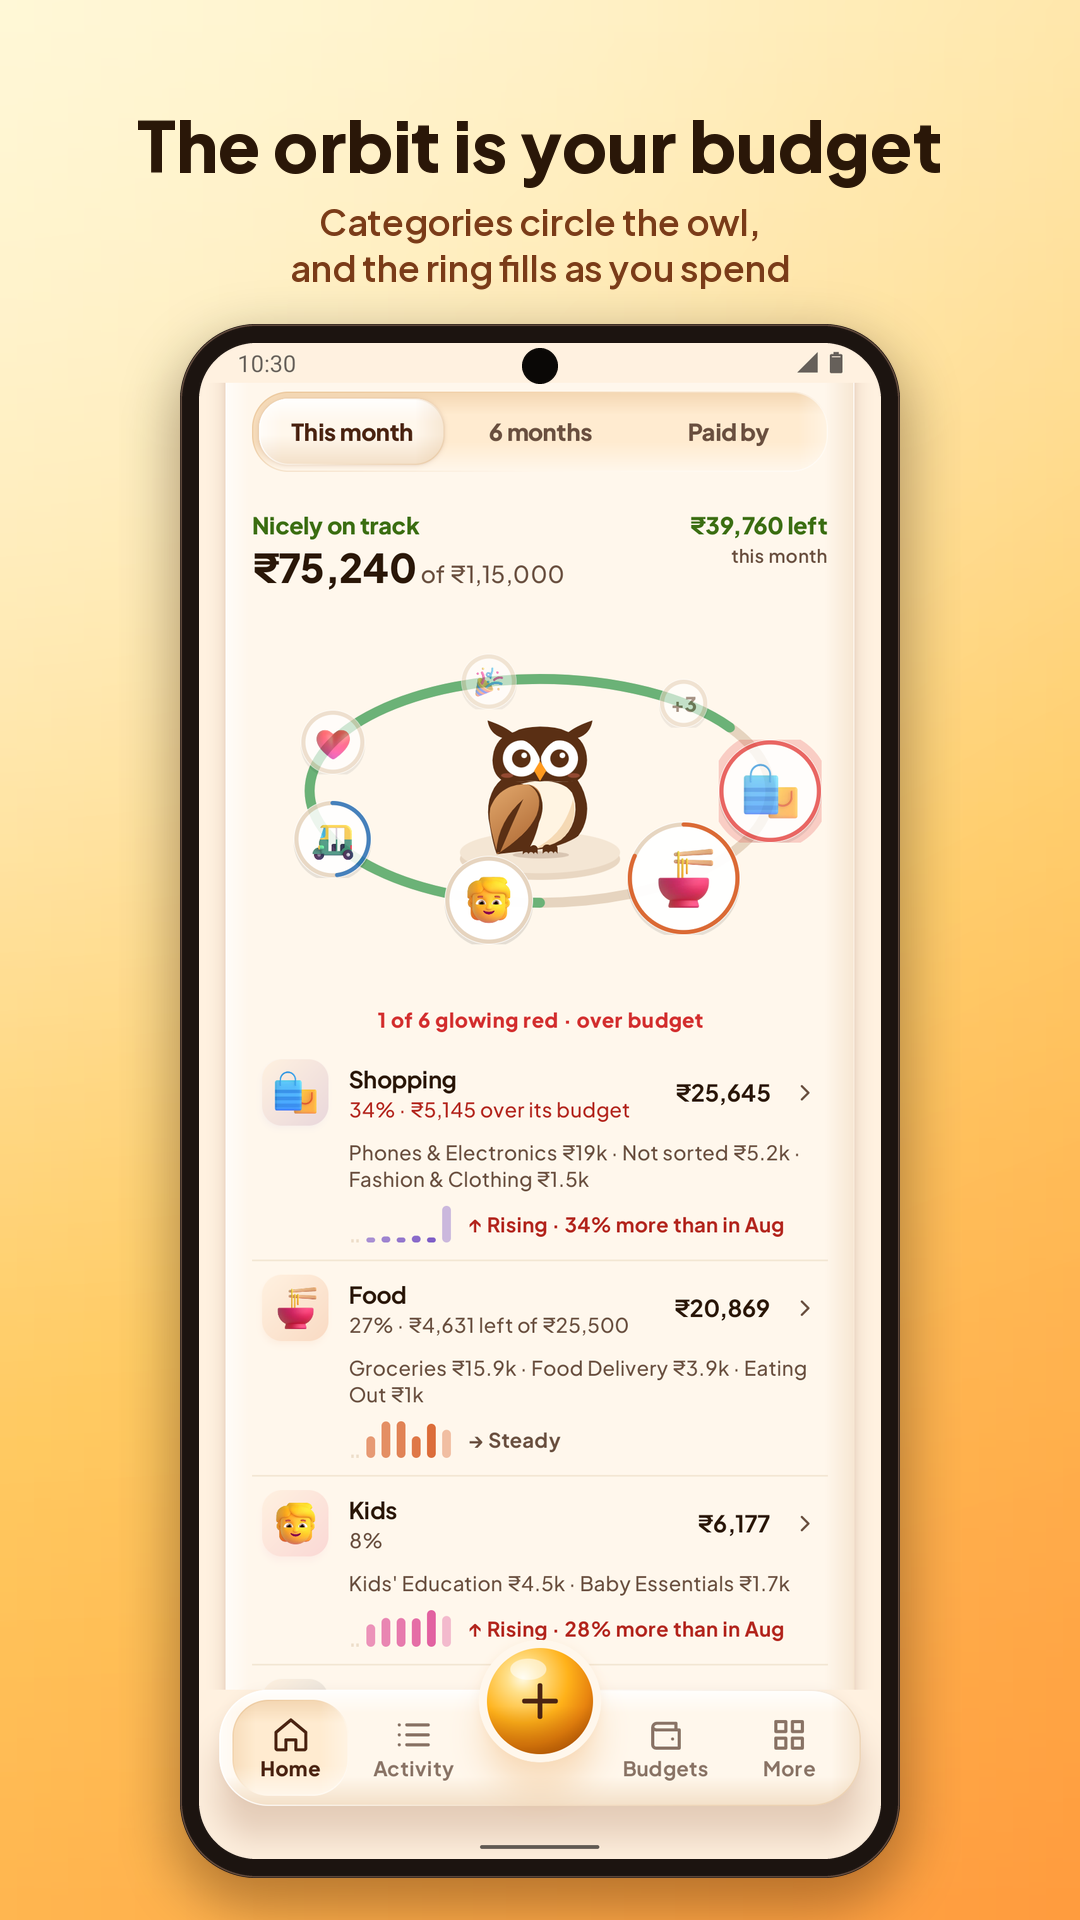 The orbit is your budget
Categories circle the owl,
and the ring fills as you spend
10:30
This month
6 months
Paid by
Nicely on track
₹39,760 left
₹75,240 of ₹1,15,000
this month
+3
1 of 6 glowing red · over budget
Shopping
₹25,645
34% · ₹5,145 over its budget
Phones & Electronics ₹19k · Not sorted ₹5.2k ·
Fashion & Clothing ₹1.5k
↑ Rising · 34% more than in Aug
Food
₹20,869
27% · ₹4,631 left of ₹25,500
Groceries ₹15.9k · Food Delivery ₹3.9k · Eating
Out ₹1k
→ Steady
Kids
₹6,177
8%
Kids' Education ₹4.5k · Baby Essentials ₹1.7k
↑ Rising · 28% more than in Aug
Home
Activity
Budgets
More